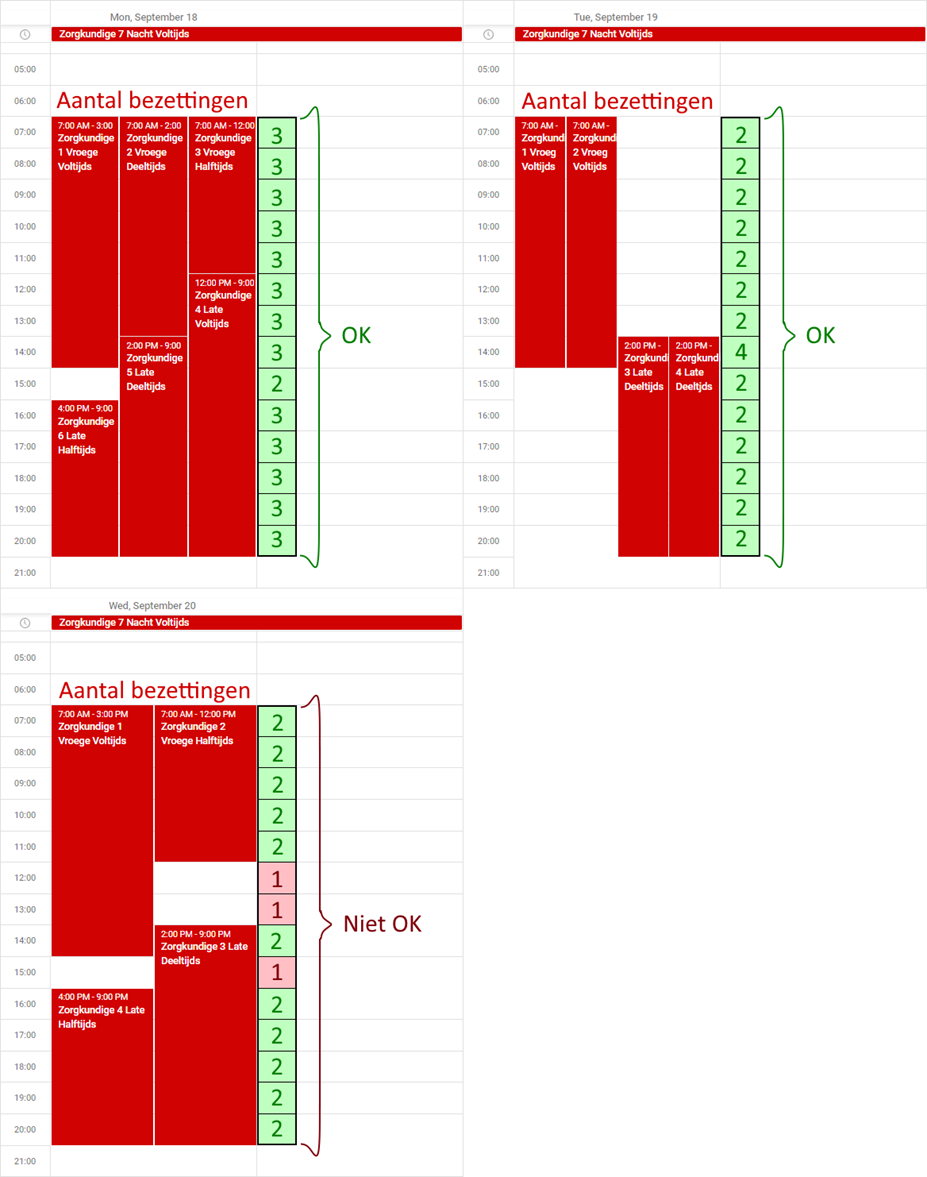 Mon, September 18
Zorgkundige 7 Nacht Voltijds
05:00
06:00
Aantal bezettingen
07:00
08:00
09:00
10:00
11:00
12:00
13:00
14:00
15:00
16:00
17:00
18:00
19:00
20:00
21:00
7:00 AM - 3:00
Zorgkundige
1 Vroege
Voltijds
7:00 AM - 2:00
Zorgkundige
2 Vroege
Deeltijds
7:00 AM - 12:00
Zorgkundige
3 Vroege
Halftijds
12:00 PM - 9:00
Zorgkundige
4 Late
Voltijds
2:00 PM - 9:00
Zorgkundige
5 Late
Deeltijds
4:00 PM - 9:00
Zorgkundige
6 Late
Halftijds
3
3
3
3
3
3
3
3
2
3
3
3
3
3
OK
Tue, September 19
Zorgkundige 7 Nacht Voltijds
05:00
06:00
Aantal bezettingen
07:00
08:00
09:00
10:00
11:00
12:00
13:00
14:00
15:00
16:00
17:00
18:00
19:00
20:00
21:00
7:00 AM -
Zorgkundi
1 Vroeg
Voltijds
7:00 AM -
Zorgkundi
2 Vroeg
Voltijds
2:00 PM -
Zorgkundi
3 Late
Deeltijds
2:00 PM -
Zorgkundi
4 Late
Deeltijds
2
2
2
2
2
2
2
4
2
2
2
2
2
2
OK
Wed, September 20
Zorgkundige 7 Nacht Voltijds
05:00
06:00
Aantal bezettingen
07:00
08:00
09:00
10:00
11:00
12:00
13:00
14:00
15:00
16:00
17:00
18:00
19:00
20:00
21:00
7:00 AM - 3:00 PM
Zorgkundige 1
Vroege Voltijds
7:00 AM - 12:00 PM
Zorgkundige 2
Vroege Halftijds
2:00 PM - 9:00 PM
Zorgkundige 3 Late
Deeltijds
4:00 PM - 9:00 PM
Zorgkundige 4 Late
Halftijds
2
2
2
2
2
1
1
2
1
2
2
2
2
2
Niet OK